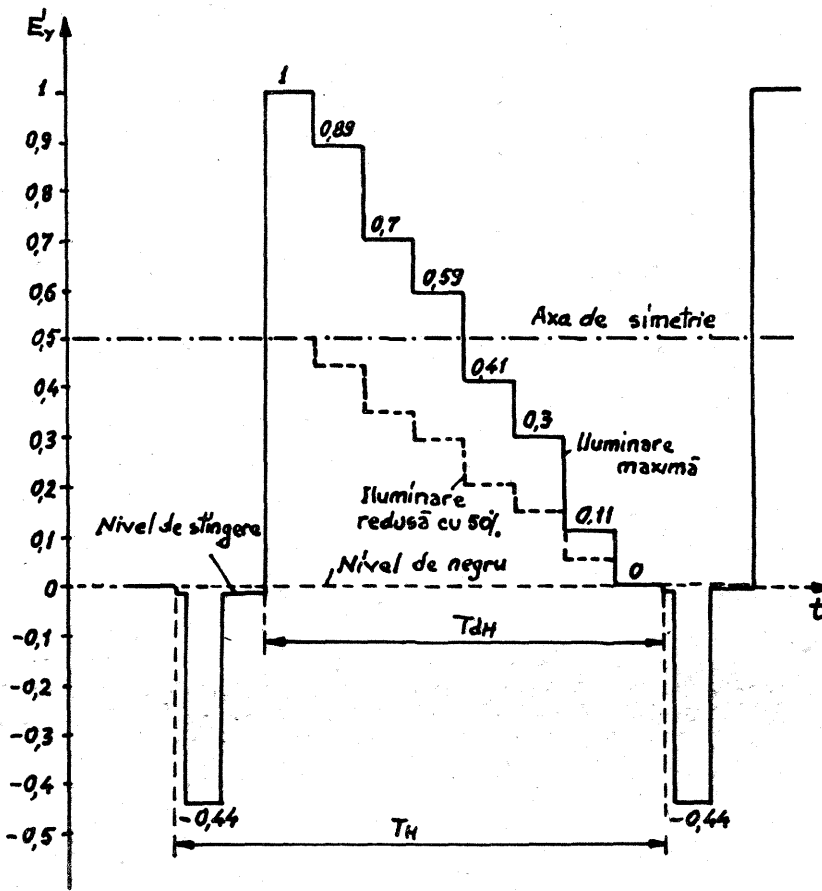 E'Y
1
0,9
0,8
0,7
0,6
0,5
0,4
0,3
0,2
0,1
0
-0,1
-0,2
-0,3
-0,4
-0,5
1
0,89
0,7
0,59
0,41
0,3
0.11
0
Axa de simetrie
Iluminare
maximă
Iluminare
redusă cu 50%
Nivel de stingere
Nivel de negru
t
TdH
-0,44
-0,44
TH